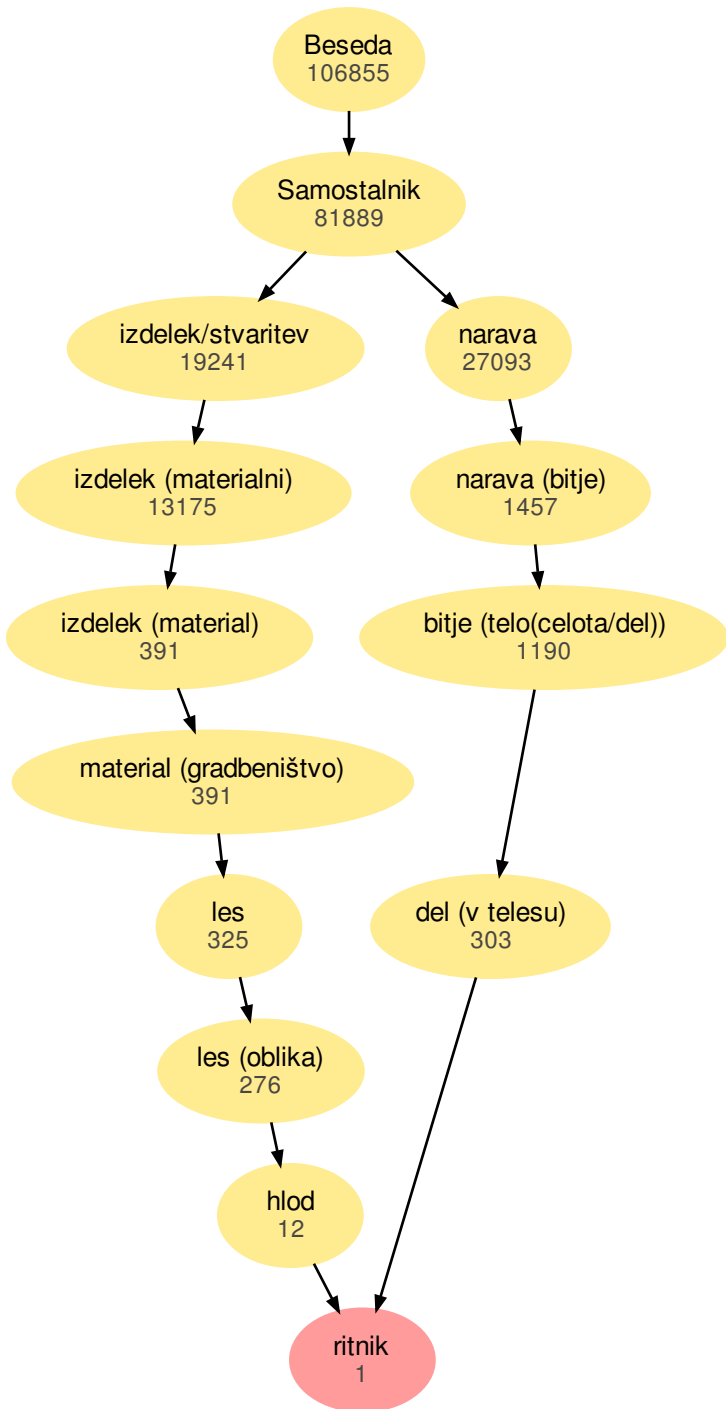 Beseda
106855
Samostalnik
81889
izdelek/stvaritev
19241
narava
27093
izdelek (materialni)
13175
narava (bitje)
1457
izdelek (material)
391
bitje (telo(celota/del))
1190
material (gradbeništvo)
391
les
325
del (v telesu)
303
les (oblika)
276
hlod
12
ritnik
1